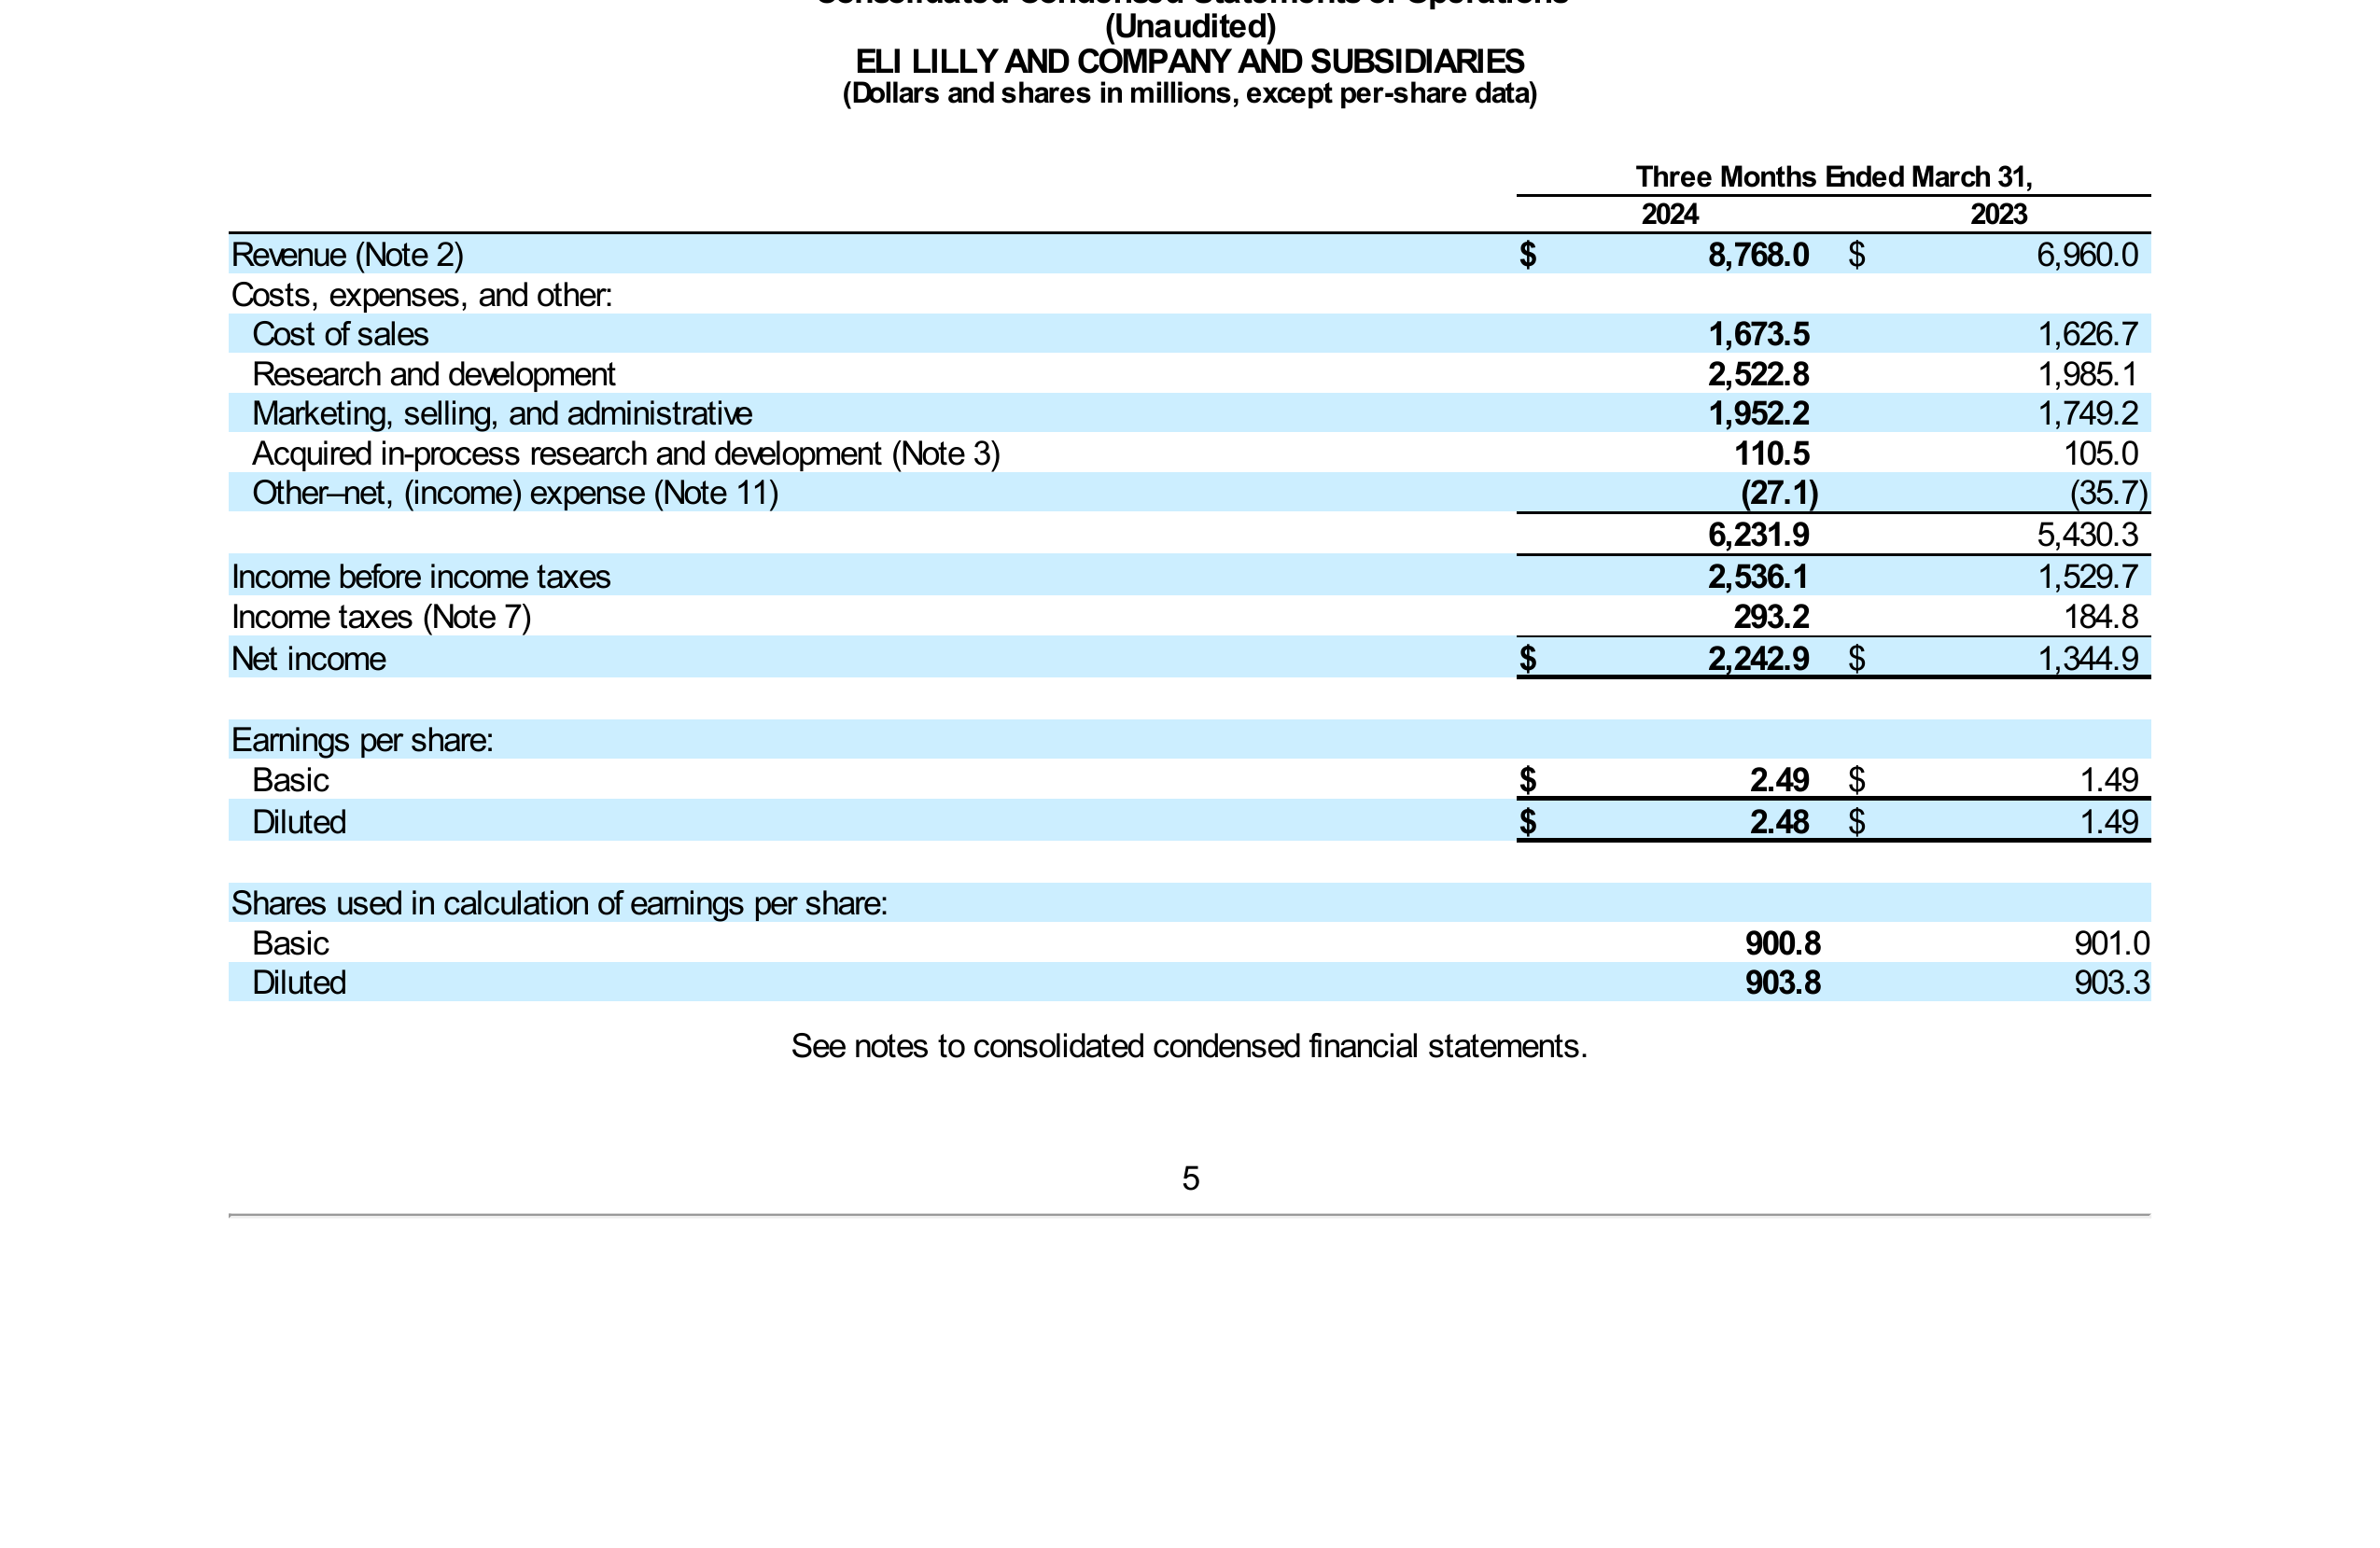 Consolidated Condensed Statements of Operations
(Unaudited)
ELI LILLY AND COMPANY AND SUBSIDIARIES
(Dollars and shares in millions, except per-share data)
Three Months Ended March 31,
2024 2023
Revenue (Note 2) $ 8,768.0 $ 6,960.0
Costs, expenses, and other:
Cost of sales 1,673.5 1,626.7
Research and development 2,522.8 1,985.1
Marketing, selling, and administrative 1,952.2 1,749.2
Acquired in-process research and development (Note 3) 110.5 105.0
Other–net, (income) expense (Note 11) (27.1) (35.7)
6,231.9 5,430.3
Income before income taxes 2,536.1 1,529.7
Income taxes (Note 7) 293.2 184.8
Net income $ 2,242.9 $ 1,344.9
Earnings per share:
Basic $ 2.49 $ 1.49
Diluted $ 2.48 $ 1.49
Shares used in calculation of earnings per share:
Basic 900.8 901.0
Diluted 903.8 903.3
See notes to consolidated condensed financial statements.
5